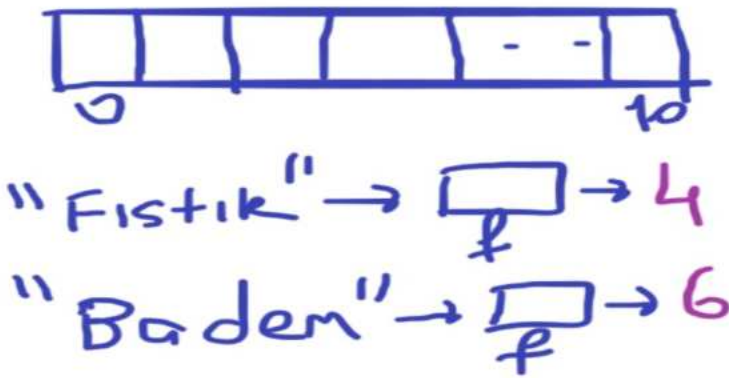 0 10
"Fıstık" → f → 4
"Badem" → f → 6